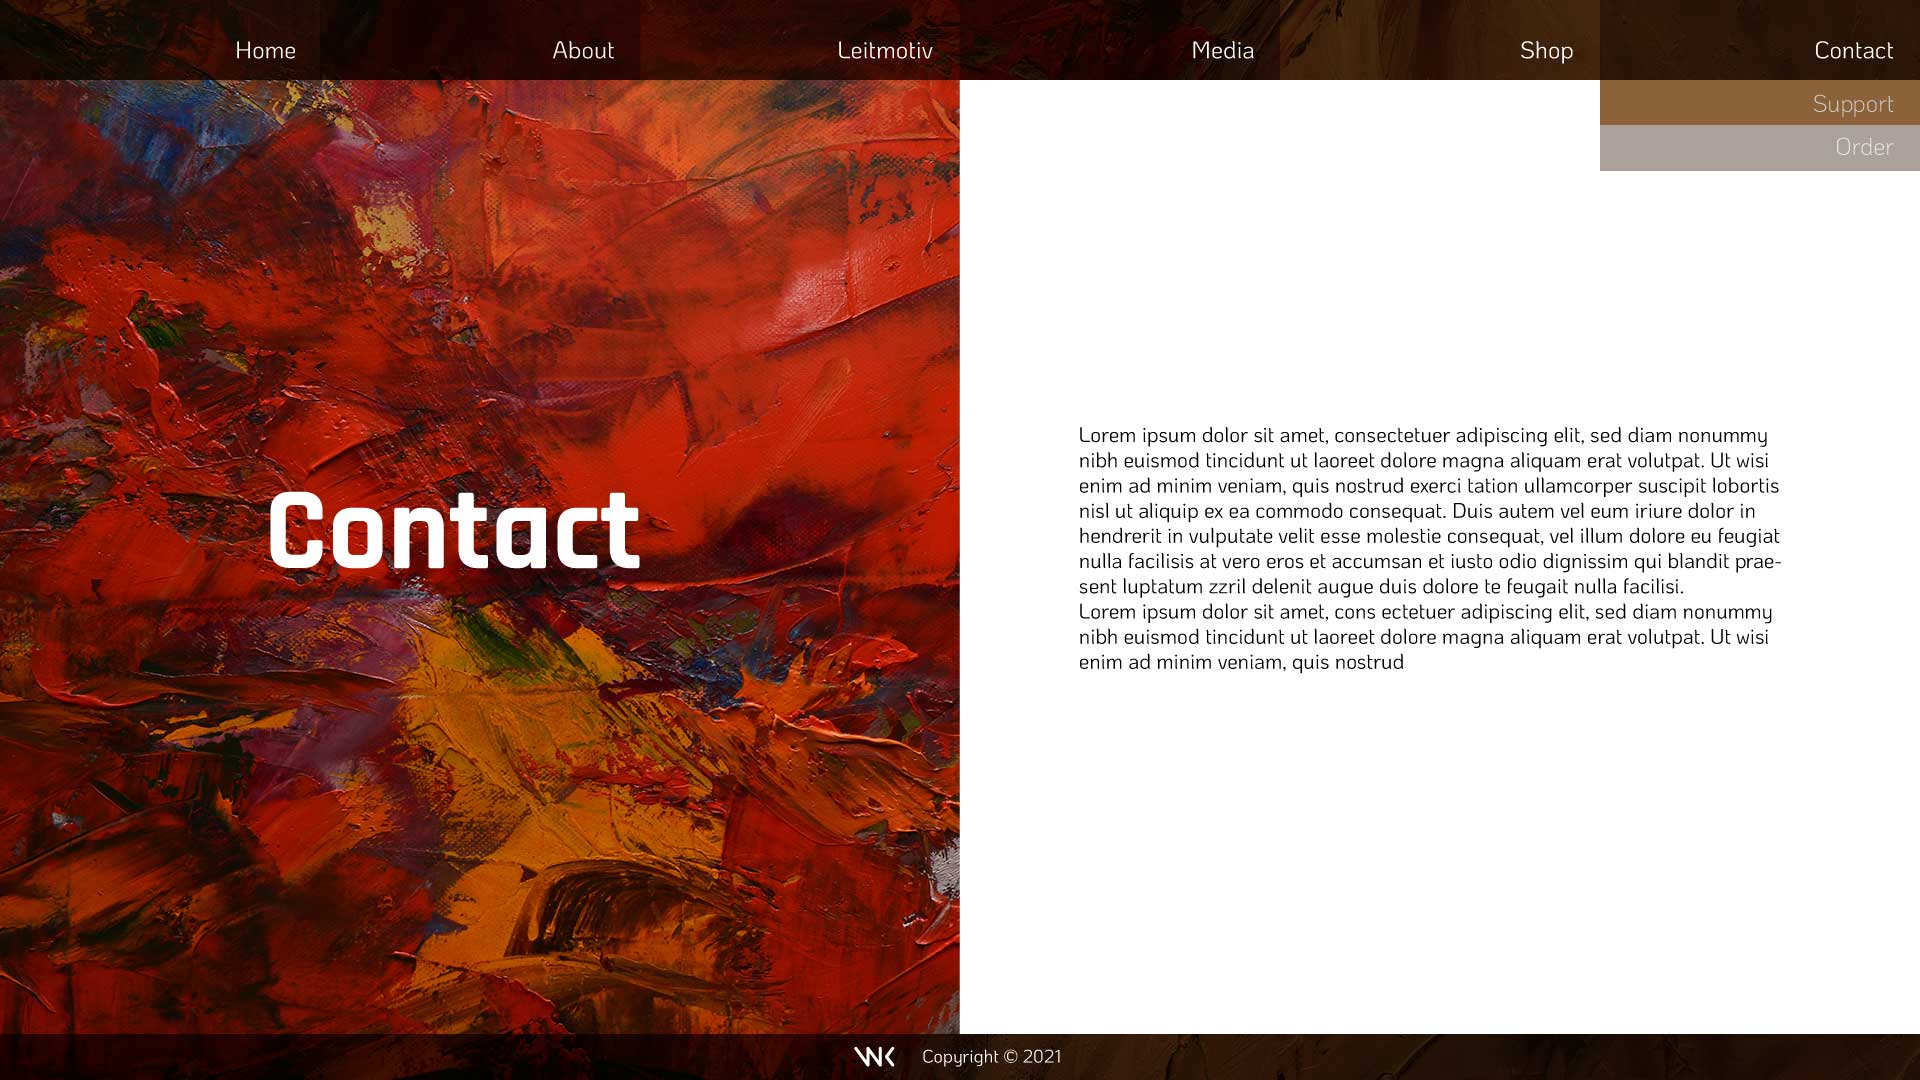 Home
About
Leitmotiv
Media
Shop
Contact
Support
Order
Contact
Lorem ipsum dolor sit amet, consectetuer adipiscing elit, sed diam nonummy
nibh euismod tincidunt ut laoreet dolore magna aliquam erat volutpat. Ut wisi
enim ad minim veniam, quis nostrud exerci tation ullamcorper suscipit lobortis
nisl ut aliquip ex ea commodo consequat. Duis autem vel eum iriure dolor in
hendrerit in vulputate velit esse molestie consequat, vel illum dolore eu feugiat
nulla facilisis at vero eros et accumsan et iusto odio dignissim qui blandit prae-
sent luptatum zzril delenit augue duis dolore te feugait nulla facilisi.
Lorem ipsum dolor sit amet, cons ectetuer adipiscing elit, sed diam nonummy
nibh euismod tincidunt ut laoreet dolore magna aliquam erat volutpat. Ut wisi
enim ad minim veniam, quis nostrud
Copyright © 2021